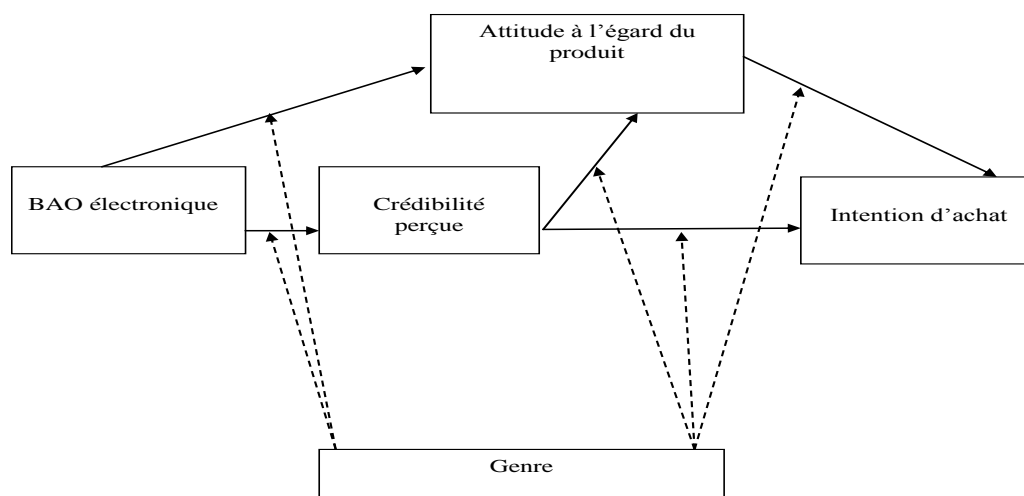 Attitude à l’égard du
produit
BAO électronique
Crédibilité
perçue
Intention d’achat
Genre